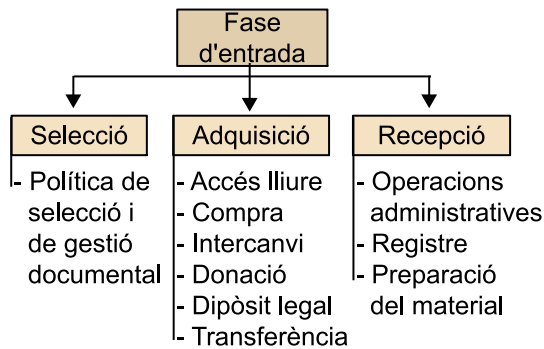 Fase
d'entrada
Selecció
- Política de
selecció i
de gestió
documental
Adquisició
- Accés lliure
- Compra
- Intercanvi
- Donació
- Dipòsit legal
- Transferència
Recepció
- Operacions
administratives
- Registre
- Preparació
del material